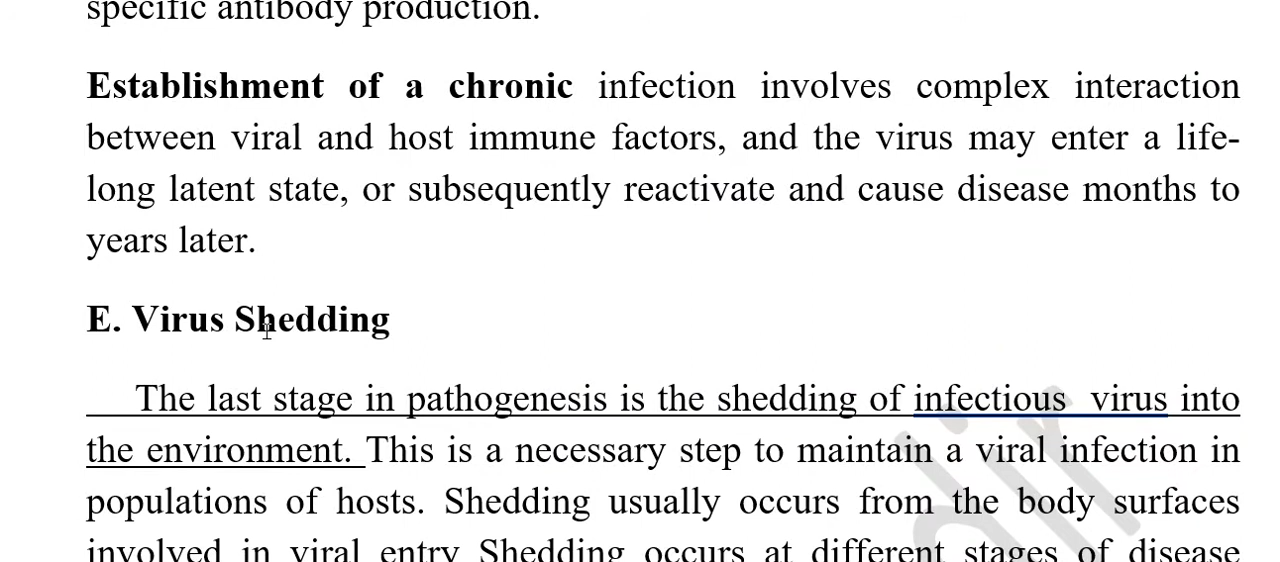 specific antibody production.
Establishment of a chronic infection involves complex interaction
between viral and host immune factors, and the virus may enter a life-
long latent state, or subsequently reactivate and cause disease months to
years later.
E. Virus Shedding
The last stage in pathogenesis is the shedding of infectious  virus into
the environment. This is a necessary step to maintain a viral infection in
populations of hosts. Shedding usually occurs from the body surfaces
involved in viral entry Shedding occurs at different stages of disease